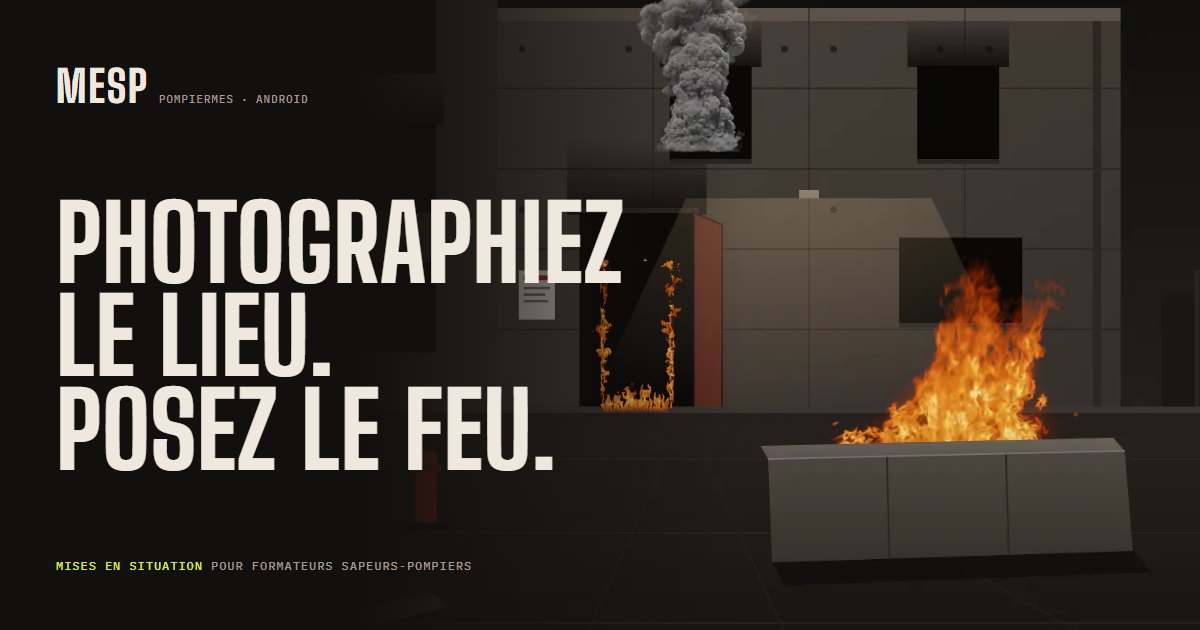 MESP
POMPIERMES · ANDROID
PHOTOGRAPHIEZ
LE LIEU.
POSEZ LE FEU.
MISES EN SITUATION POUR FORMATEURS SAPEURS-POMPIERS